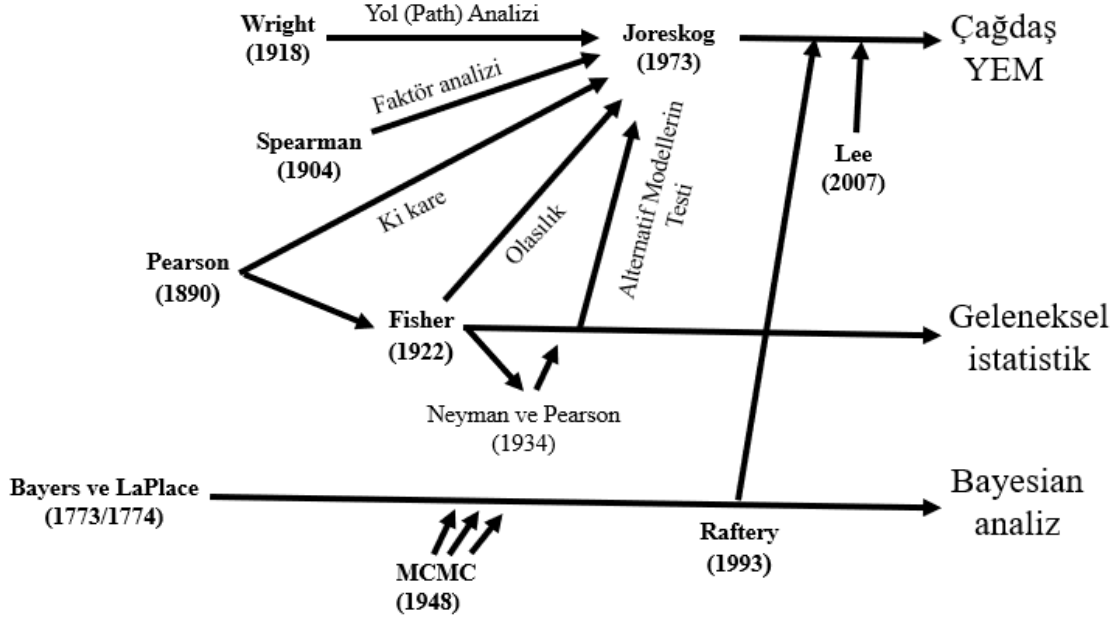 Wright
(1918)
Yol (Path) Analizi
Joreskog
(1973)
Çağdaş
YEM
Faktör analizi
Spearman
(1904)
Ki kare
Olasılık
Alternatif Modellerin
Testi
Lee
(2007)
Pearson
(1890)
Fisher
(1922)
Geleneksel
istatistik
Neyman ve Pearson
(1934)
Bayers ve LaPlace
(1773/1774)
Bayesian
analiz
Raftery
(1993)
MCMC
(1948)